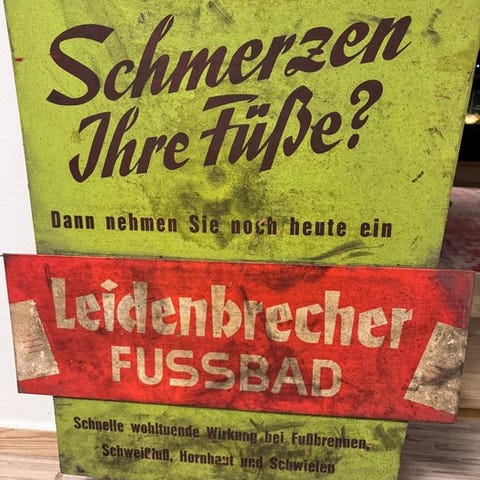 Schmerzen
Ihre Füße?
Dann nehmen Sie noch heute ein
Leidenbrecher
FUSSBAD
Schnelle wohltuende Wirkung bei Fußbrennen,
Schweißfuß, Hornhaut und Schwielen